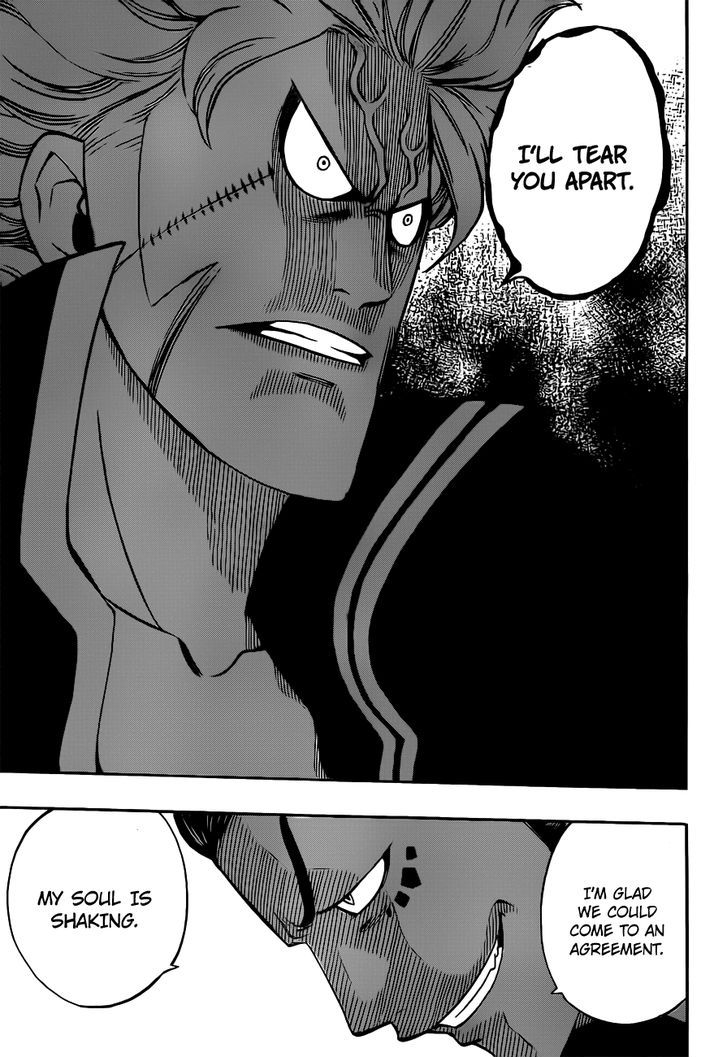 I'LL TEAR
YOU APART.
I'M GLAD
WE COULD
COME TO AN
AGREEMENT.
MY SOUL IS
SHAKING.